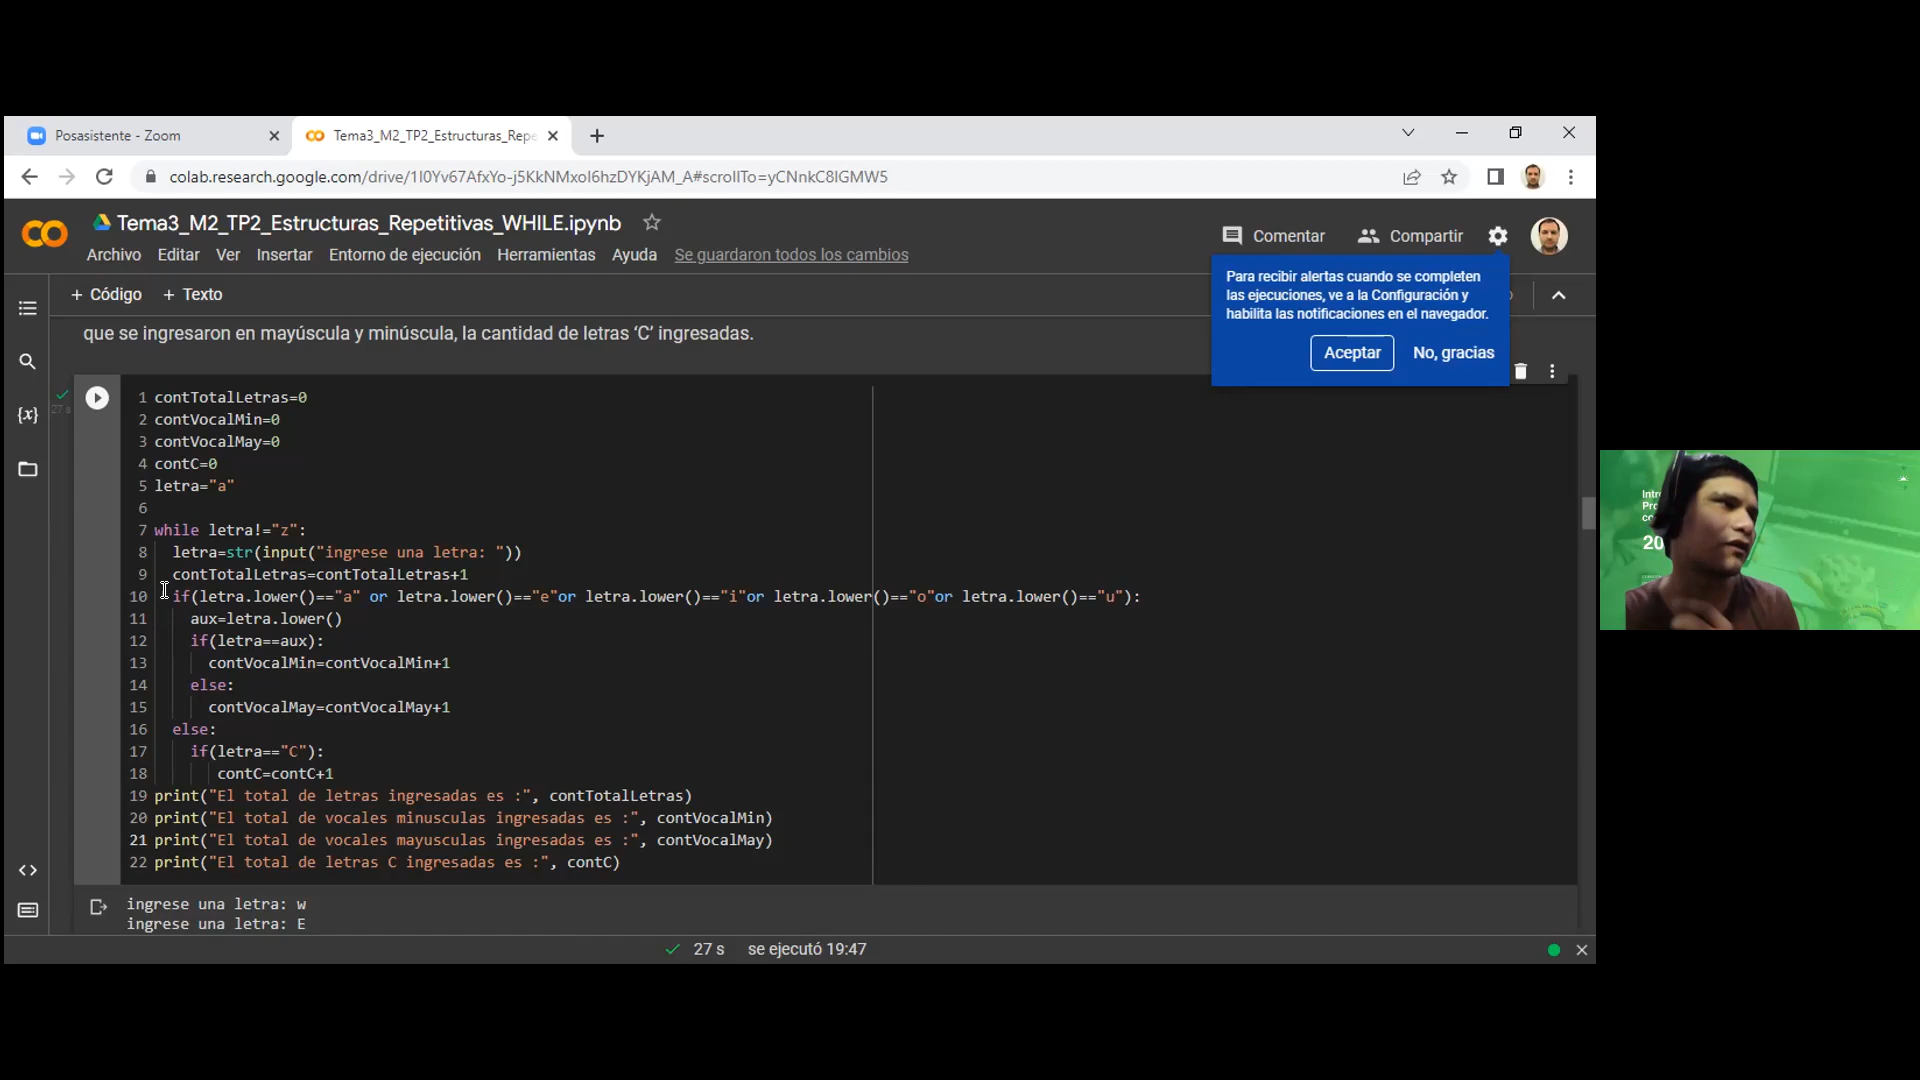 Posasistente - Zoom
Tema3_M2_TP2_Estructuras_Repe
colab.research.google.com/drive/1I0Yv67AfxYo-j5KkNMxoI6hzDYKjAM_A#scrollTo=yCNnkC8lGMW5
Tema3_M2_TP2_Estructuras_Repetitivas_WHILE.ipynb
Comentar
Compartir
Archivo Editar Ver Insertar Entorno de ejecución Herramientas Ayuda Se guardaron todos los cambios
+ Código + Texto
Para recibir alertas cuando se completen
las ejecuciones, ve a la Configuración y
habilita las notificaciones en el navegador.
Aceptar No, gracias
que se ingresaron en mayúscula y minúscula, la cantidad de letras ‘C’ ingresadas.
27 s
1 contTotalLetras=0
2 contVocalMin=0
3 contVocalMay=0
4 contC=0
5 letra="a"
6
7 while letra!="z":
8 letra=str(input("ingrese una letra: "))
9 contTotalLetras=contTotalLetras+1
10 if(letra.lower()=="a" or letra.lower()=="e"or letra.lower()=="i"or letra.lower()=="o"or letra.lower()=="u"):
11 aux=letra.lower()
12 if(letra==aux):
13 contVocalMin=contVocalMin+1
14 else:
15 contVocalMay=contVocalMay+1
16 else:
17 if(letra=="C"):
18 contC=contC+1
19 print("El total de letras ingresadas es :", contTotalLetras)
20 print("El total de vocales minusculas ingresadas es :", contVocalMin)
21 print("El total de vocales mayusculas ingresadas es :", contVocalMay)
22 print("El total de letras C ingresadas es :", contC)
ingrese una letra: w
ingrese una letra: E
27 s se ejecutó 19:47
Intr
Pro
co
20